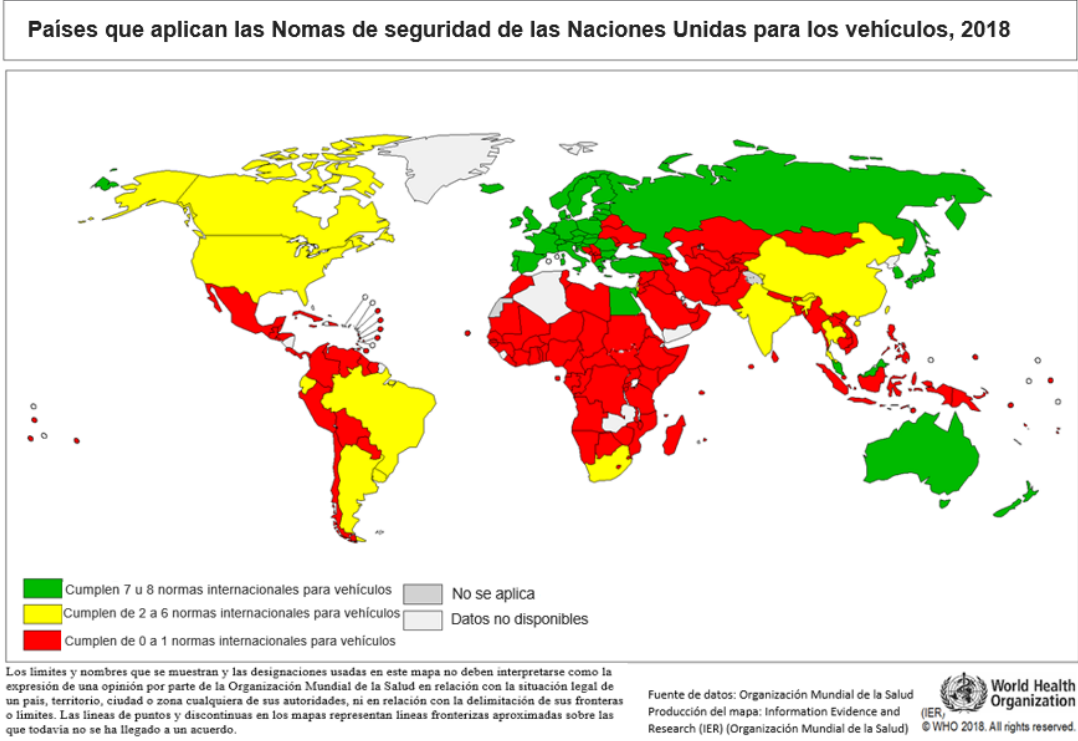 Países que aplican las Nomas de seguridad de las Naciones Unidas para los vehículos, 2018
Cumplen 7 u 8 normas internacionales para vehículos
Cumplen de 2 a 6 normas internacionales para vehículos
Cumplen de 0 a 1 normas internacionales para vehículos
No se aplica
Datos no disponibles
Los límites y nombres que se muestran y las designaciones usadas en este mapa no deben interpretarse como la
expresión de una opinión por parte de la Organización Mundial de la Salud en relación con la situación legal de
un país, territorio, ciudad o zona cualquiera de sus autoridades, ni en relación con la delimitación de sus fronteras
o límites. Las líneas de puntos y discontinuas en los mapas representan líneas fronterizas aproximadas sobre las
que todavía no se ha llegado a un acuerdo.
Fuente de datos: Organización Mundial de la Salud
Producción del mapa: Information Evidence and
Research (IER) (Organización Mundial de la Salud)
(IER)
World Health
Organization
© WHO 2018. All rights reserved.